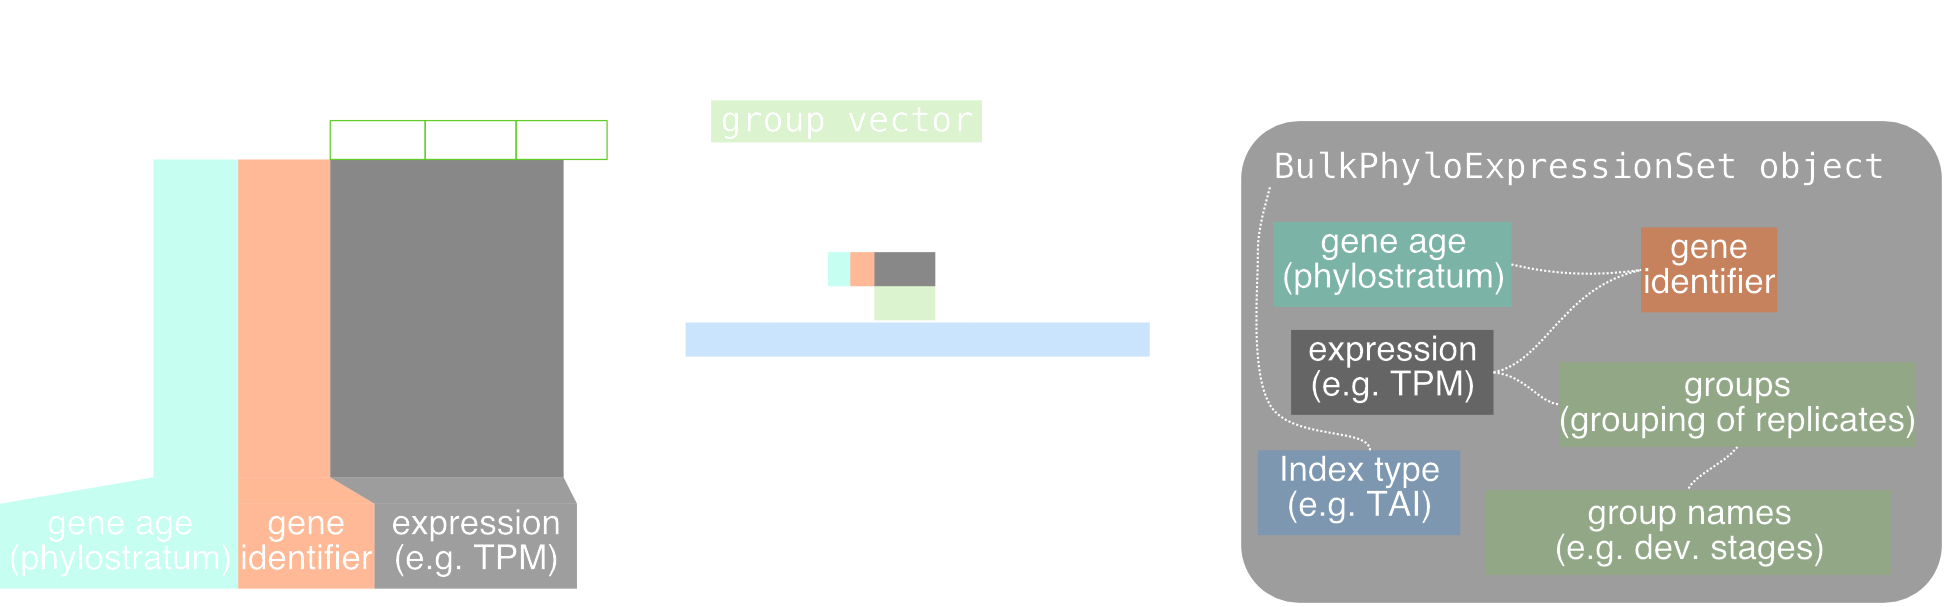 group vector
BulkPhyloExpressionSet object
gene age
(phylostratum)
gene
identifier
expression
(e.g. TPM)
groups
(grouping of replicates)
Index type
(e.g. TAI)
group names
(e.g. dev. stages)
gene age
(phylostratum)
gene
identifier
expression
(e.g. TPM)